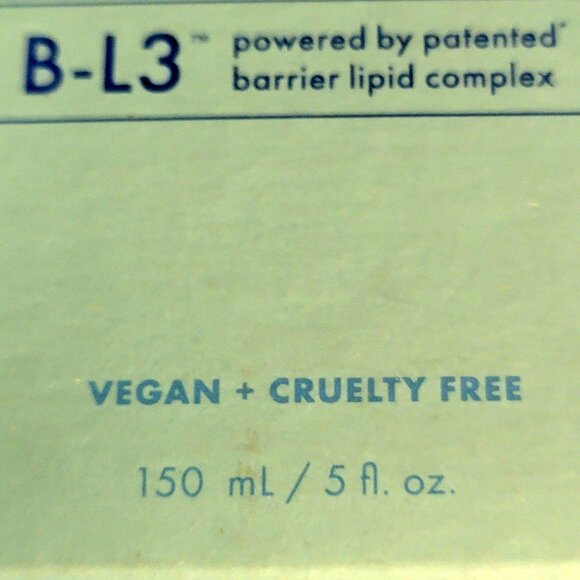 B-L3™ powered by patented*
barrier lipid complex
VEGAN + CRUELTY FREE
150 mL / 5 fl. oz.